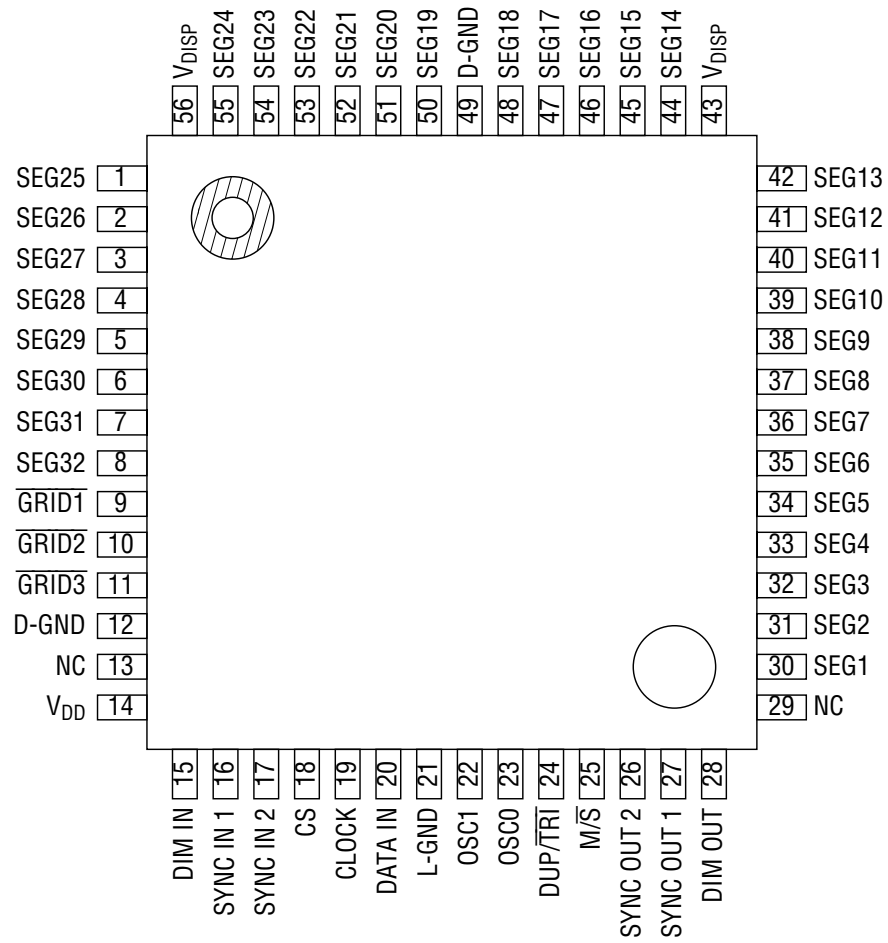 VDISP
SEG24
SEG23
SEG22
SEG21
SEG20
SEG19
D-GND
SEG18
SEG17
SEG16
SEG15
SEG14
VDISP
56
55
54
53
52
51
50
49
48
47
46
45
44
43
SEG25 1
SEG26 2
SEG27 3
SEG28 4
SEG29 5
SEG30 6
SEG31 7
SEG32 8
G̅R̅I̅D̅1̅ 9
G̅R̅I̅D̅2̅ 10
G̅R̅I̅D̅3̅ 11
D-GND 12
NC 13
VDD 14
42 SEG13
41 SEG12
40 SEG11
39 SEG10
38 SEG9
37 SEG8
36 SEG7
35 SEG6
34 SEG5
33 SEG4
32 SEG3
31 SEG2
30 SEG1
29 NC
15
16
17
18
19
20
21
22
23
24
25
26
27
28
DIM IN
SYNC IN 1
SYNC IN 2
CS
CLOCK
DATA IN
L-GND
OSC1
OSC0
DUP/T̅R̅I̅
M/S̅
SYNC OUT 2
SYNC OUT 1
DIM OUT